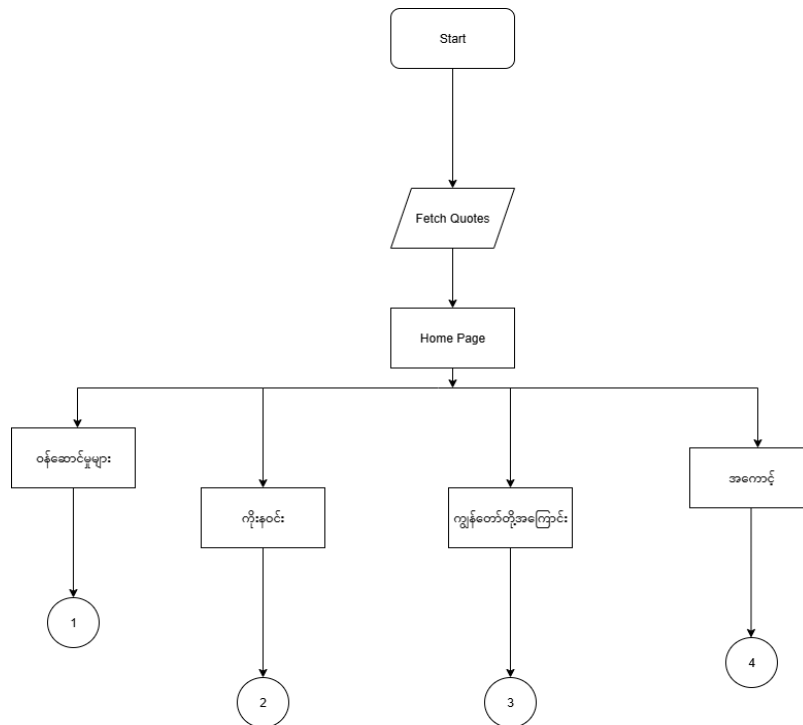 Start
Fetch Quotes
Home Page
ဝန်ဆောင်မှုများ
ကိုးနဝင်း
ကျွန်တော်တို့အကြောင်း
အကောင့်
1
2
3
4